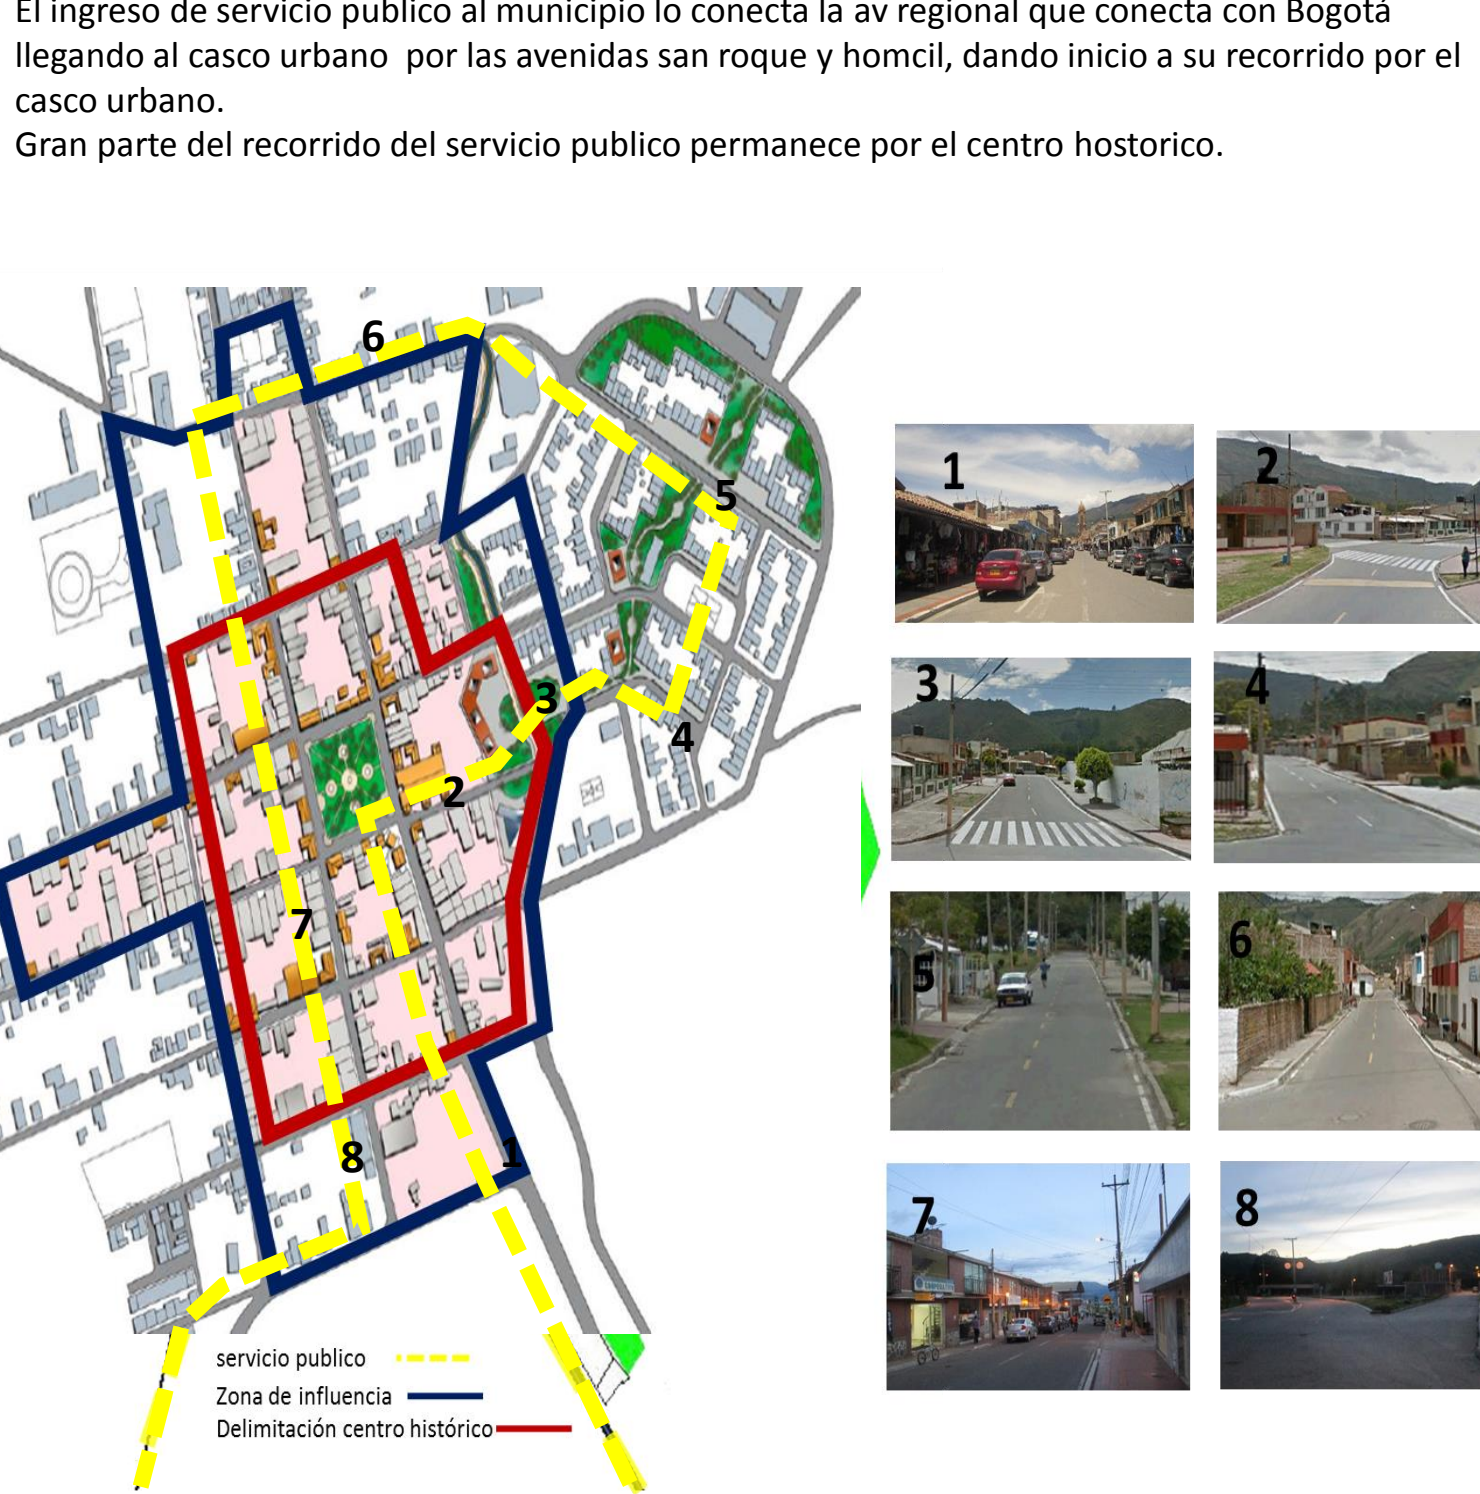 El ingreso de servicio publico al municipio lo conecta la av regional que conecta con Bogotá
llegando al casco urbano  por las avenidas san roque y homcil, dando inicio a su recorrido por el
casco urbano.
Gran parte del recorrido del servicio publico permanece por el centro hostorico.
6
5
3
4
2
7
8
1
servicio publico
Zona de influencia
Delimitación centro histórico
1
2
3
4
5
6
7
8